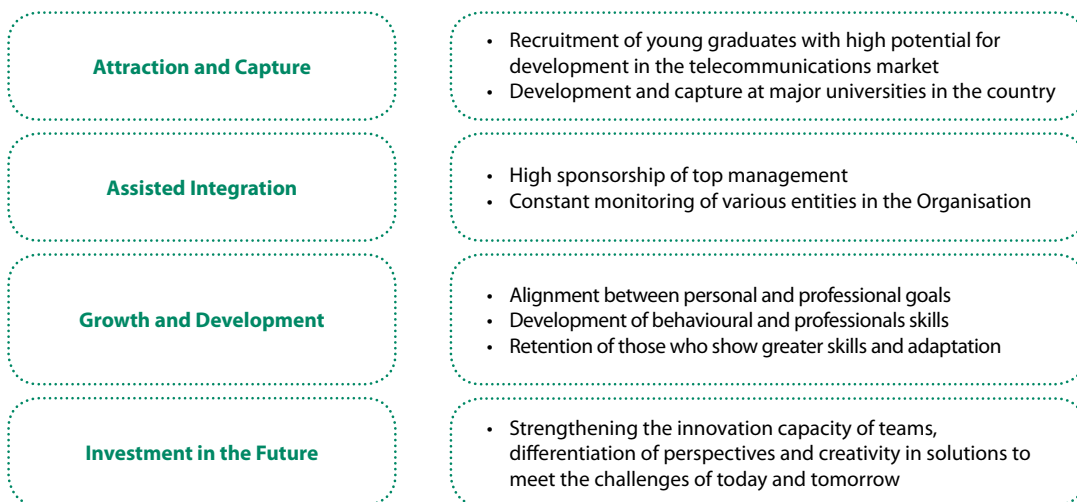 Attraction and Capture
• Recruitment of young graduates with high potential for
development in the telecommunications market
• Development and capture at major universities in the country
Assisted Integration
• High sponsorship of top management
• Constant monitoring of various entities in the Organisation
Growth and Development
• Alignment between personal and professional goals
• Development of behavioural and professionals skills
• Retention of those who show greater skills and adaptation
Investment in the Future
• Strengthening the innovation capacity of teams,
differentiation of perspectives and creativity in solutions to
meet the challenges of today and tomorrow